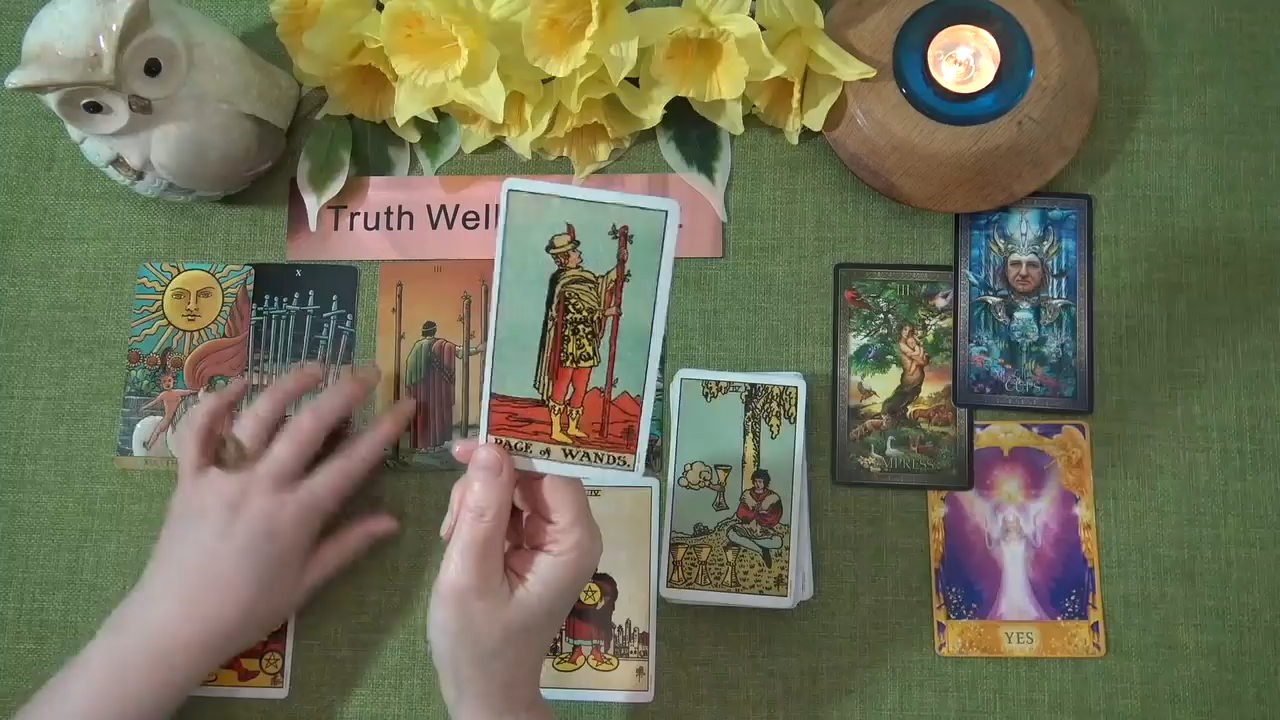 Truth Well
X
III
PAGE of WANDS.
IV
III
CUPS
EMPRESS
YES